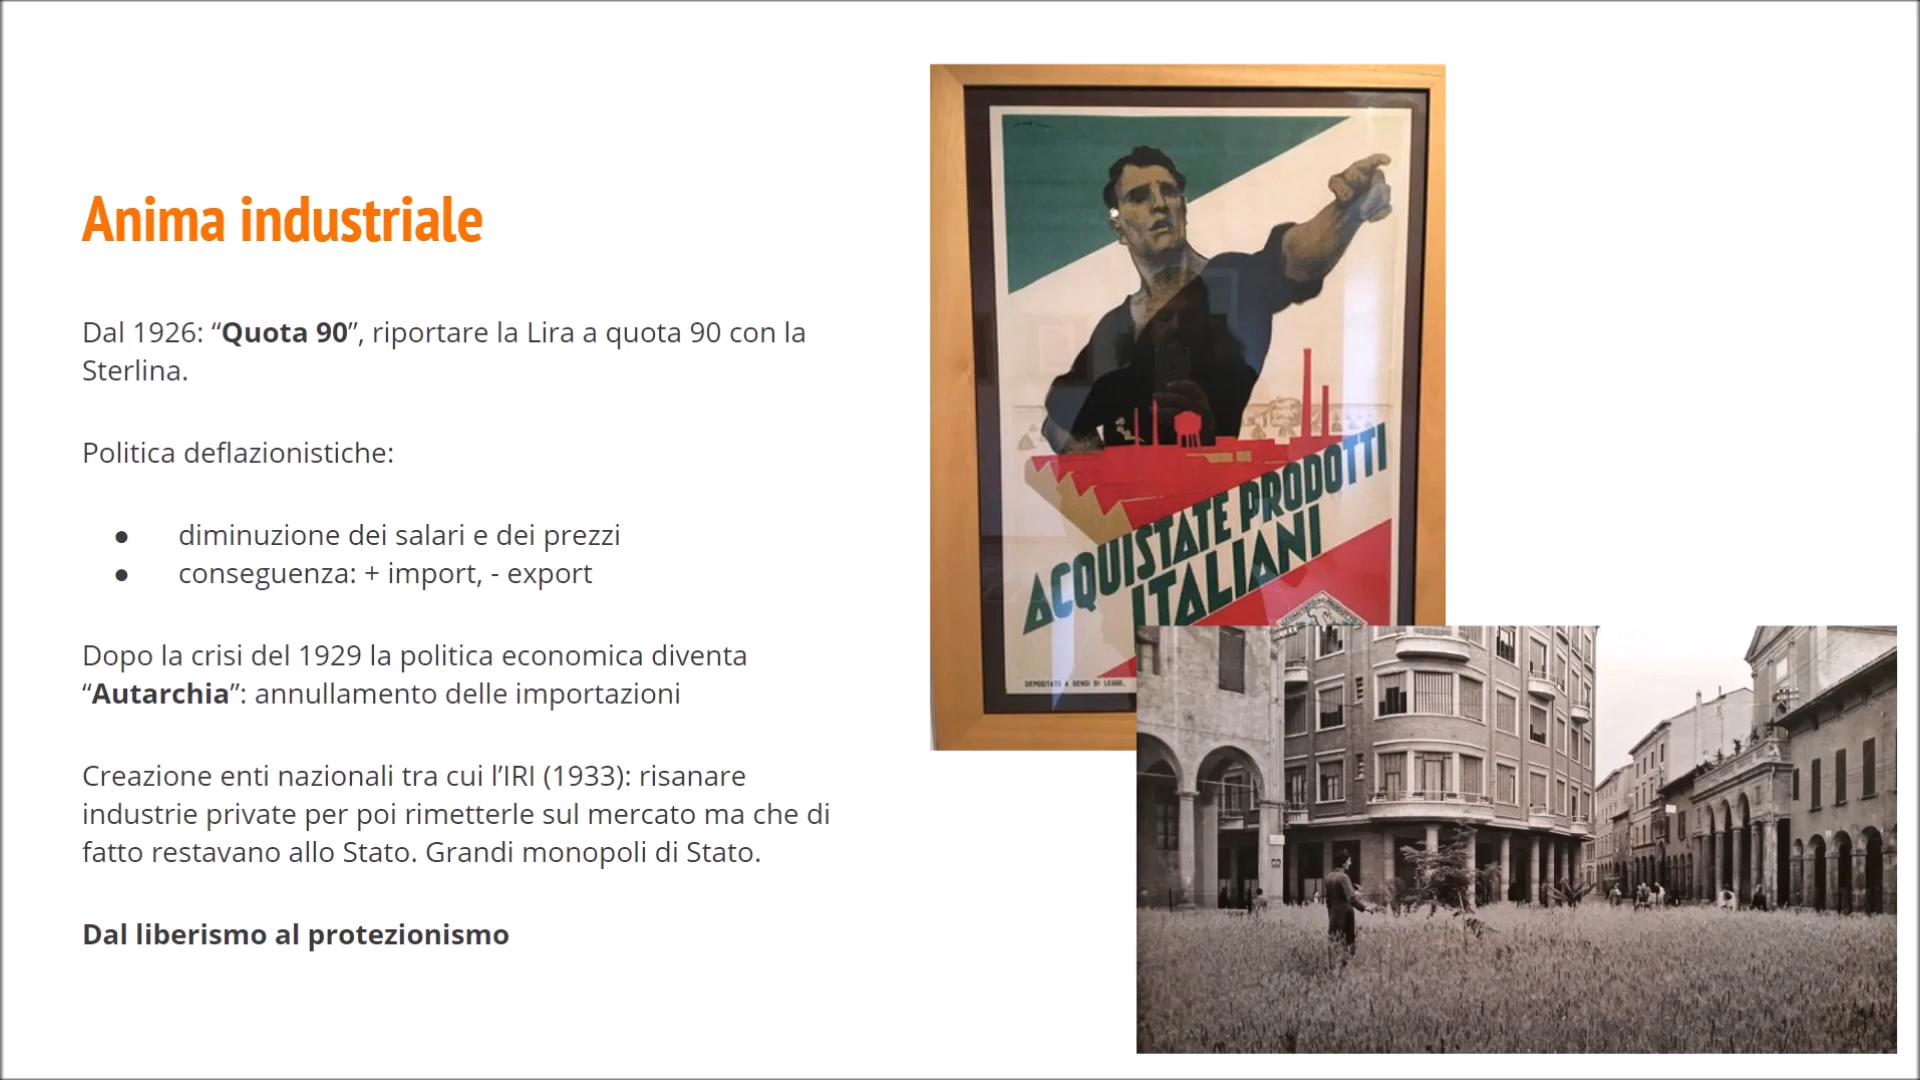 Anima industriale
Dal 1926: “Quota 90”, riportare la Lira a quota 90 con la
Sterlina.
Politica deflazionistiche:
● diminuzione dei salari e dei prezzi
● conseguenza: + import, - export
Dopo la crisi del 1929 la politica economica diventa
“Autarchia”: annullamento delle importazioni
Creazione enti nazionali tra cui l’IRI (1933): risanare
industrie private per poi rimetterle sul mercato ma che di
fatto restavano allo Stato. Grandi monopoli di Stato.
Dal liberismo al protezionismo
ACQUISTATE PRODOTTI
ITALIANI
DEPOSITATO A SENSI DI LEGGE.